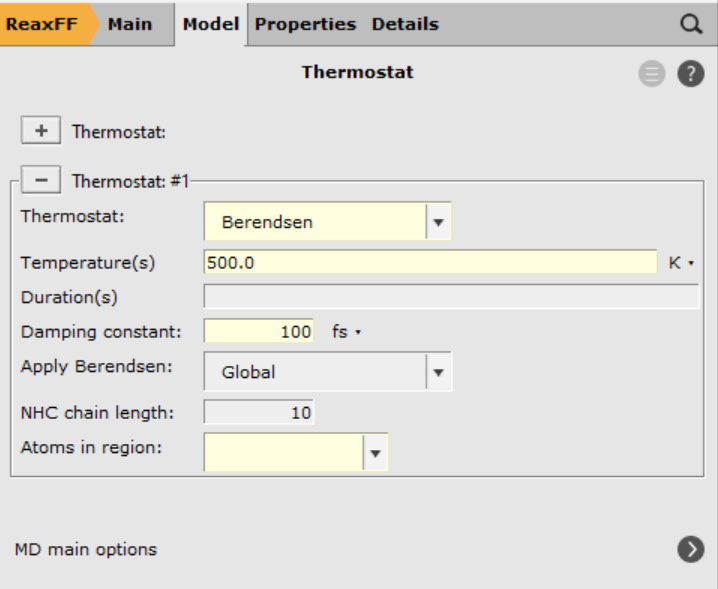 ReaxFF Main Model Properties Details
Thermostat
+ Thermostat:
− Thermostat: #1
Thermostat: Berendsen
Temperature(s) 500.0 K
Duration(s)
Damping constant: 100 fs
Apply Berendsen: Global
NHC chain length: 10
Atoms in region:
MD main options